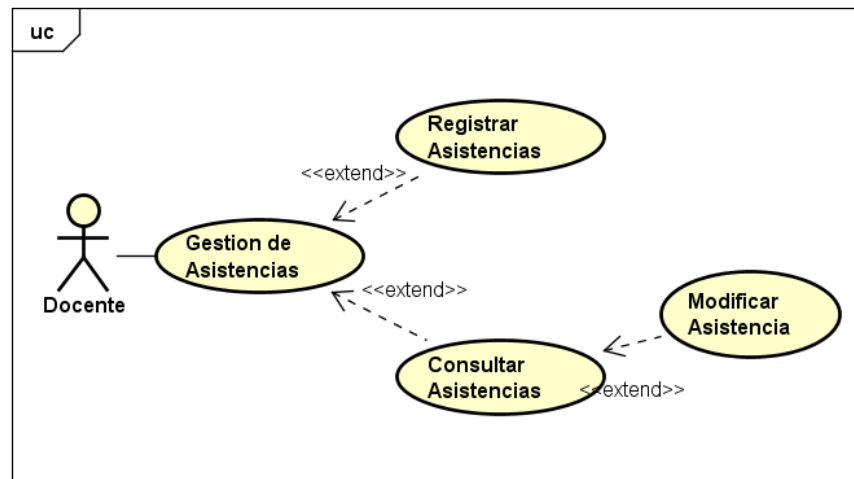 uc
Registrar
Asistencias
<<extend>>
Gestion de
Asistencias
Docente
<<extend>>
Modificar
Asistencia
Consultar
Asistencias
<<extend>>